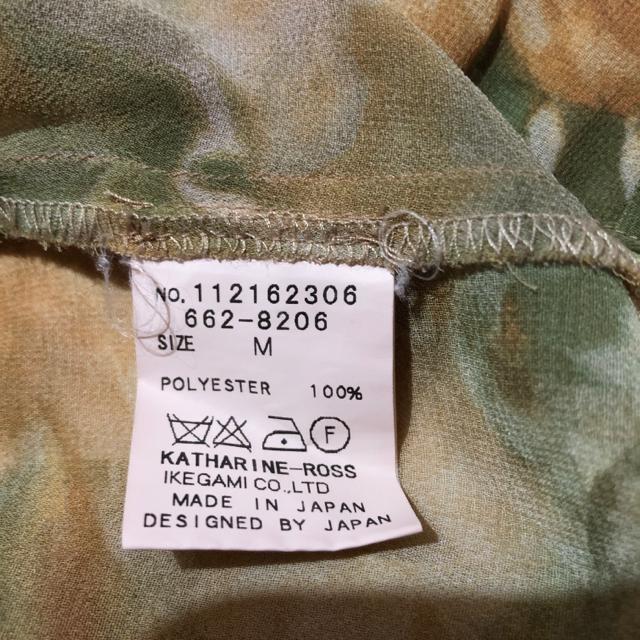 NO. 112162306
662-8206
SIZE M
POLYESTER 100%
F
KATHARINE-ROSS
IKEGAMI CO.,LTD
MADE IN JAPAN
DESIGNED BY JAPAN